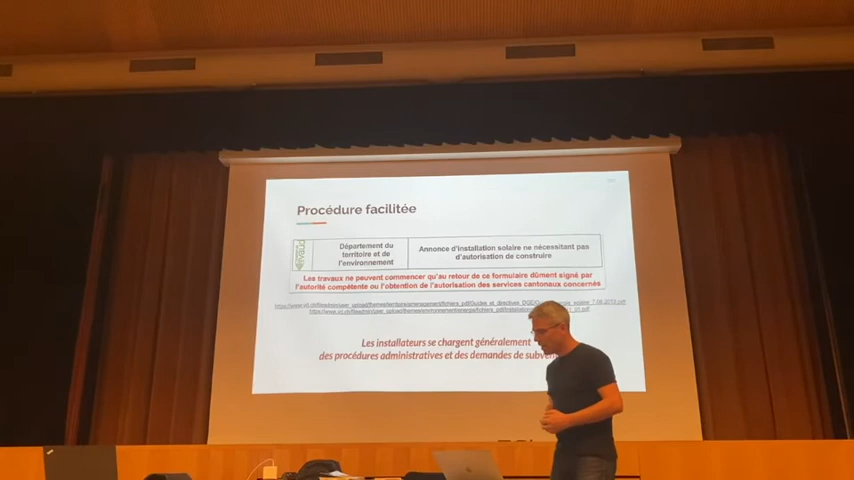 Procédure facilitée
Département du
territoire et de
l'environnement
Annonce d'installation solaire ne nécessitant pas
d'autorisation de construire
Les travaux ne peuvent commencer qu'au retour de ce formulaire dûment signé par
l'autorité compétente ou l'obtention de l'autorisation des services cantonaux concernés
Les installateurs se chargent généralement
des procédures administratives et des demandes de